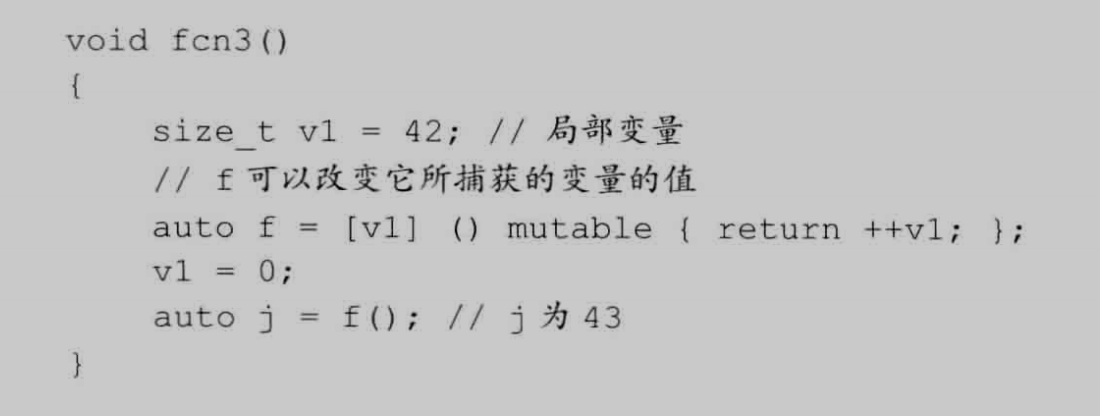 void fcn3()
{
    size_t v1 = 42; // 局部变量
    // f 可以改变它所捕获的变量的值
    auto f = [v1] () mutable { return ++v1; };
    v1 = 0;
    auto j = f(); // j 为 43
}